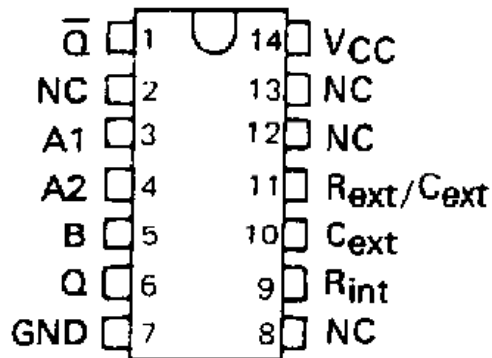 Q̅ 1 14 VCC
NC 2 13 NC
A1 3 12 NC
A2 4 11 Rext/Cext
B 5 10 Cext
Q 6 9 Rint
GND 7 8 NC